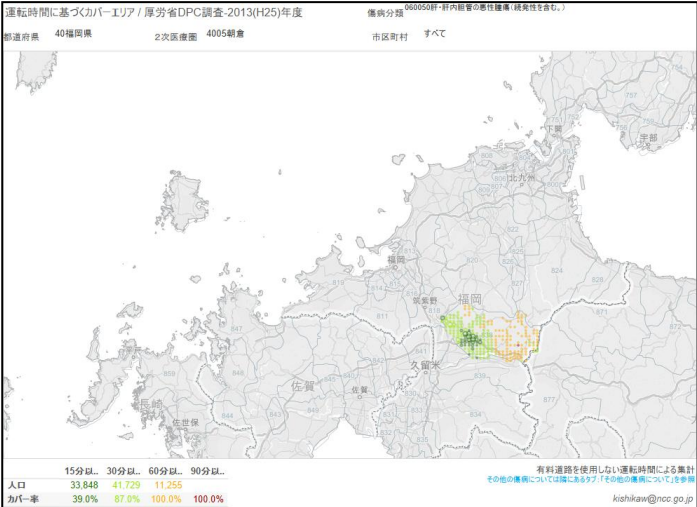 運転時間に基づくカバーエリア / 厚労省DPC調査-2013(H25)年度
傷病分類 060050肝・肝内胆管の悪性腫瘍(続発性を含む。)
都道府県 40福岡県 2次医療圏 4005朝倉 市区町村 すべて
下関
宇部
北九州
福岡
筑紫野
福岡
久留米
佐賀
佐賀
長崎
佐世保
757
822
820
824
811
847
872
877
834
844
15分以.. 30分以.. 60分以.. 90分以..
人口 33,848 41,729 11,255
カバー率 39.0% 87.0% 100.0% 100.0%
有料道路を使用しない運転時間による集計
その他の傷病については隣にあるタブ:「その他の傷病について」を参照
kishikaw@ncc.go.jp